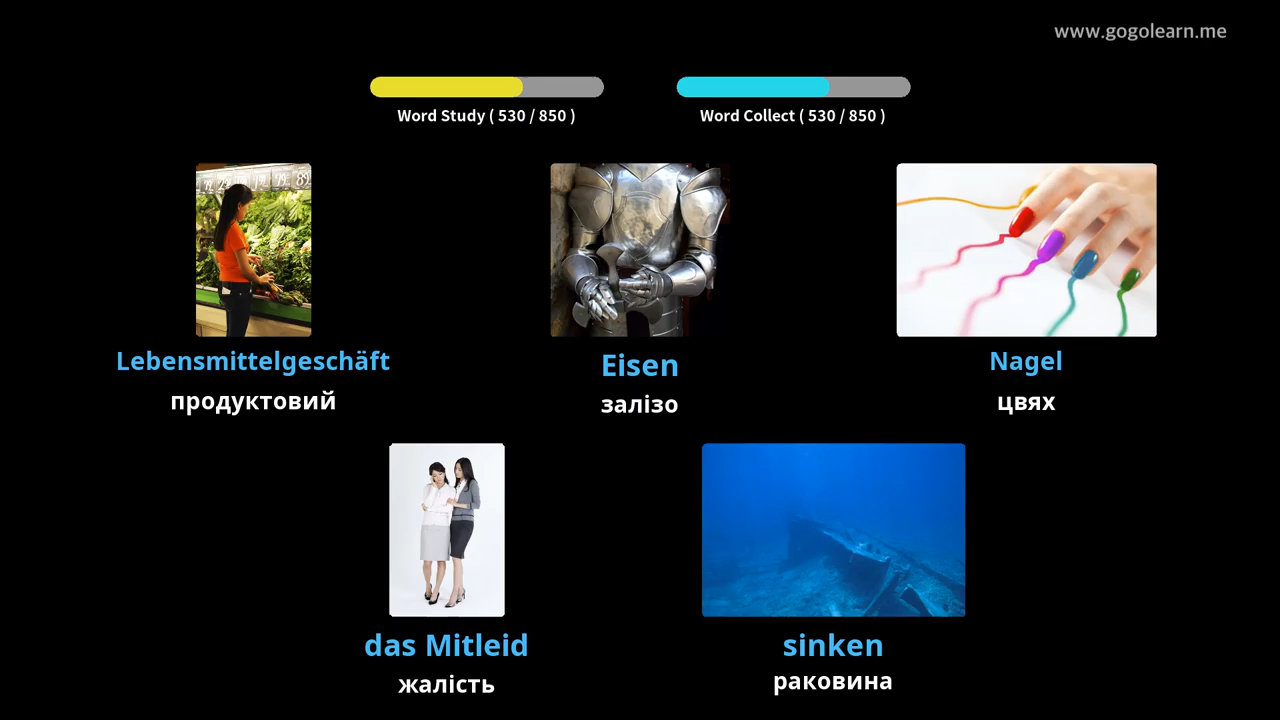 www.gogolearn.me
Word Study ( 530 / 850 )
Word Collect ( 530 / 850 )
Lebensmittelgeschäft
продуктовий
Eisen
залізо
Nagel
цвях
das Mitleid
жалість
sinken
раковина